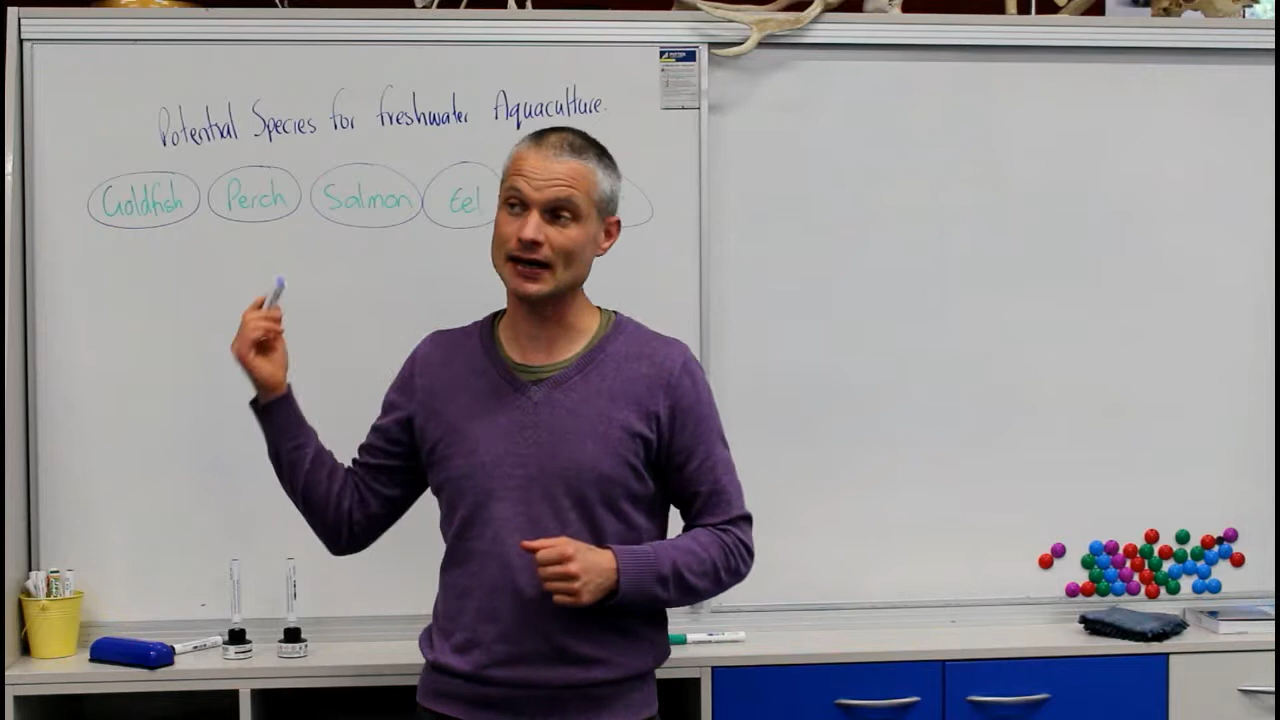 Potential Species for freshwater Aquaculture.
Goldfish Perch Salmon Eel